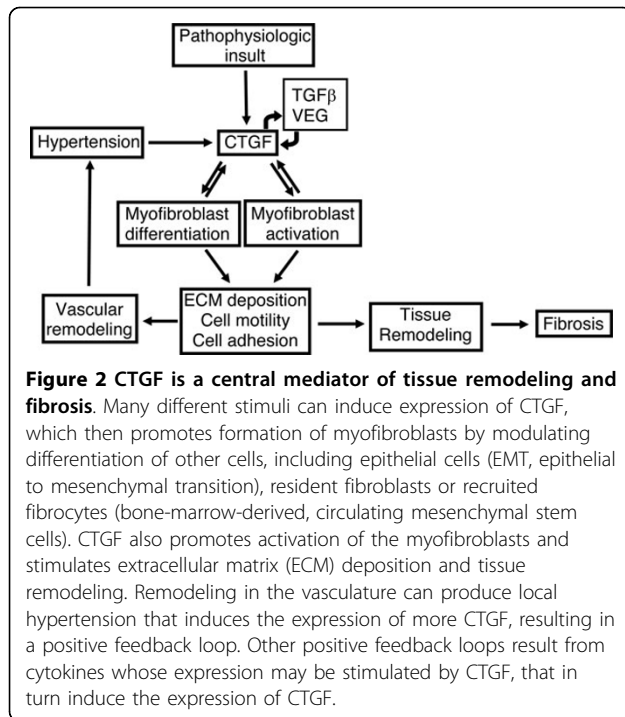 Pathophysiologic
insult
TGFβ
VEG
Hypertension
CTGF
Myofibroblast
differentiation
Myofibroblast
activation
Vascular
remodeling
ECM deposition
Cell motility
Cell adhesion
Tissue
Remodeling
Fibrosis
Figure 2 CTGF is a central mediator of tissue remodeling and
fibrosis. Many different stimuli can induce expression of CTGF,
which then promotes formation of myofibroblasts by modulating
differentiation of other cells, including epithelial cells (EMT, epithelial
to mesenchymal transition), resident fibroblasts or recruited
fibrocytes (bone-marrow-derived, circulating mesenchymal stem
cells). CTGF also promotes activation of the myofibroblasts and
stimulates extracellular matrix (ECM) deposition and tissue
remodeling. Remodeling in the vasculature can produce local
hypertension that induces the expression of more CTGF, resulting in
a positive feedback loop. Other positive feedback loops result from
cytokines whose expression may be stimulated by CTGF, that in
turn induce the expression of CTGF.